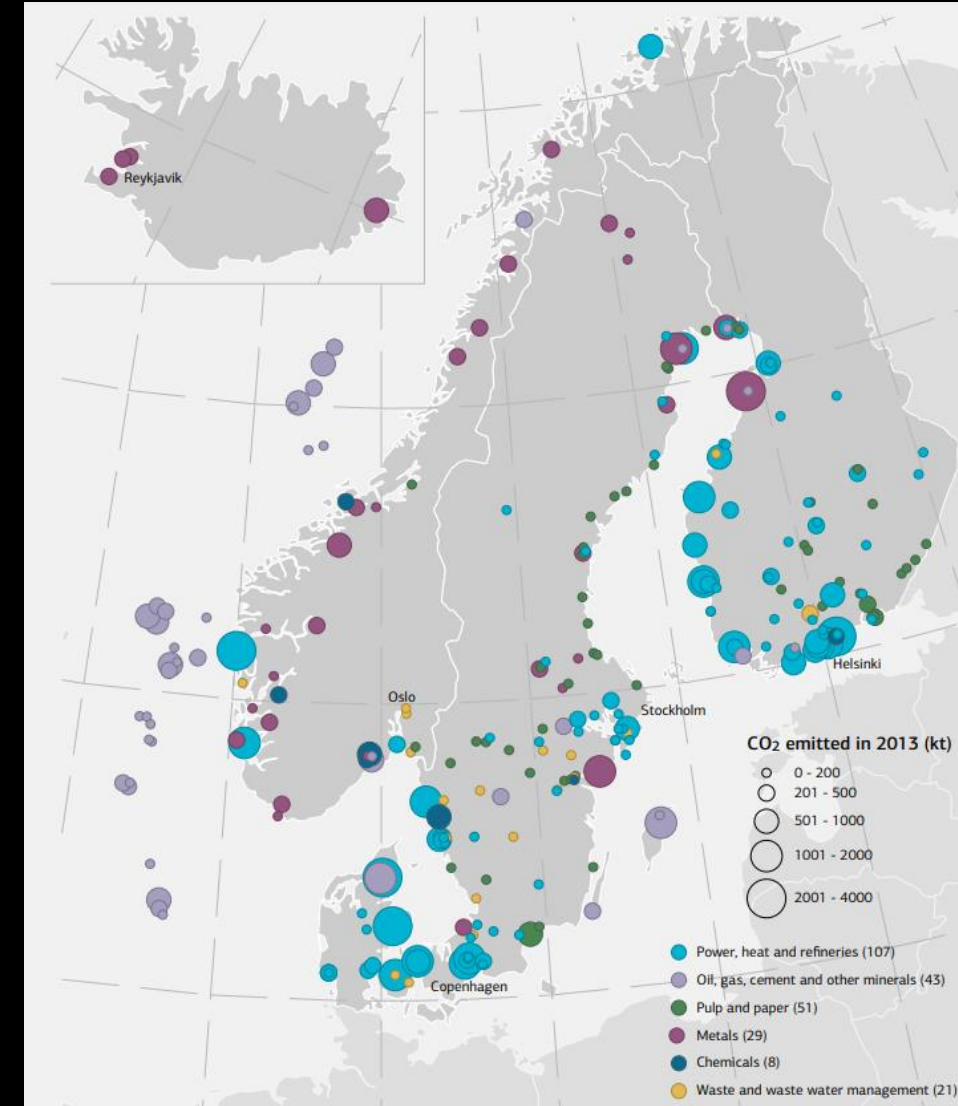 Reykjavik
Oslo
Helsinki
Stockholm
CO2 emitted in 2013 (kt)
0 - 200
201 - 500
501 - 1000
1001 - 2000
2001 - 4000
Copenhagen
Power, heat and refineries (107)
Oil, gas, cement and other minerals (43)
Pulp and paper (51)
Metals (29)
Chemicals (8)
Waste and waste water management (21)